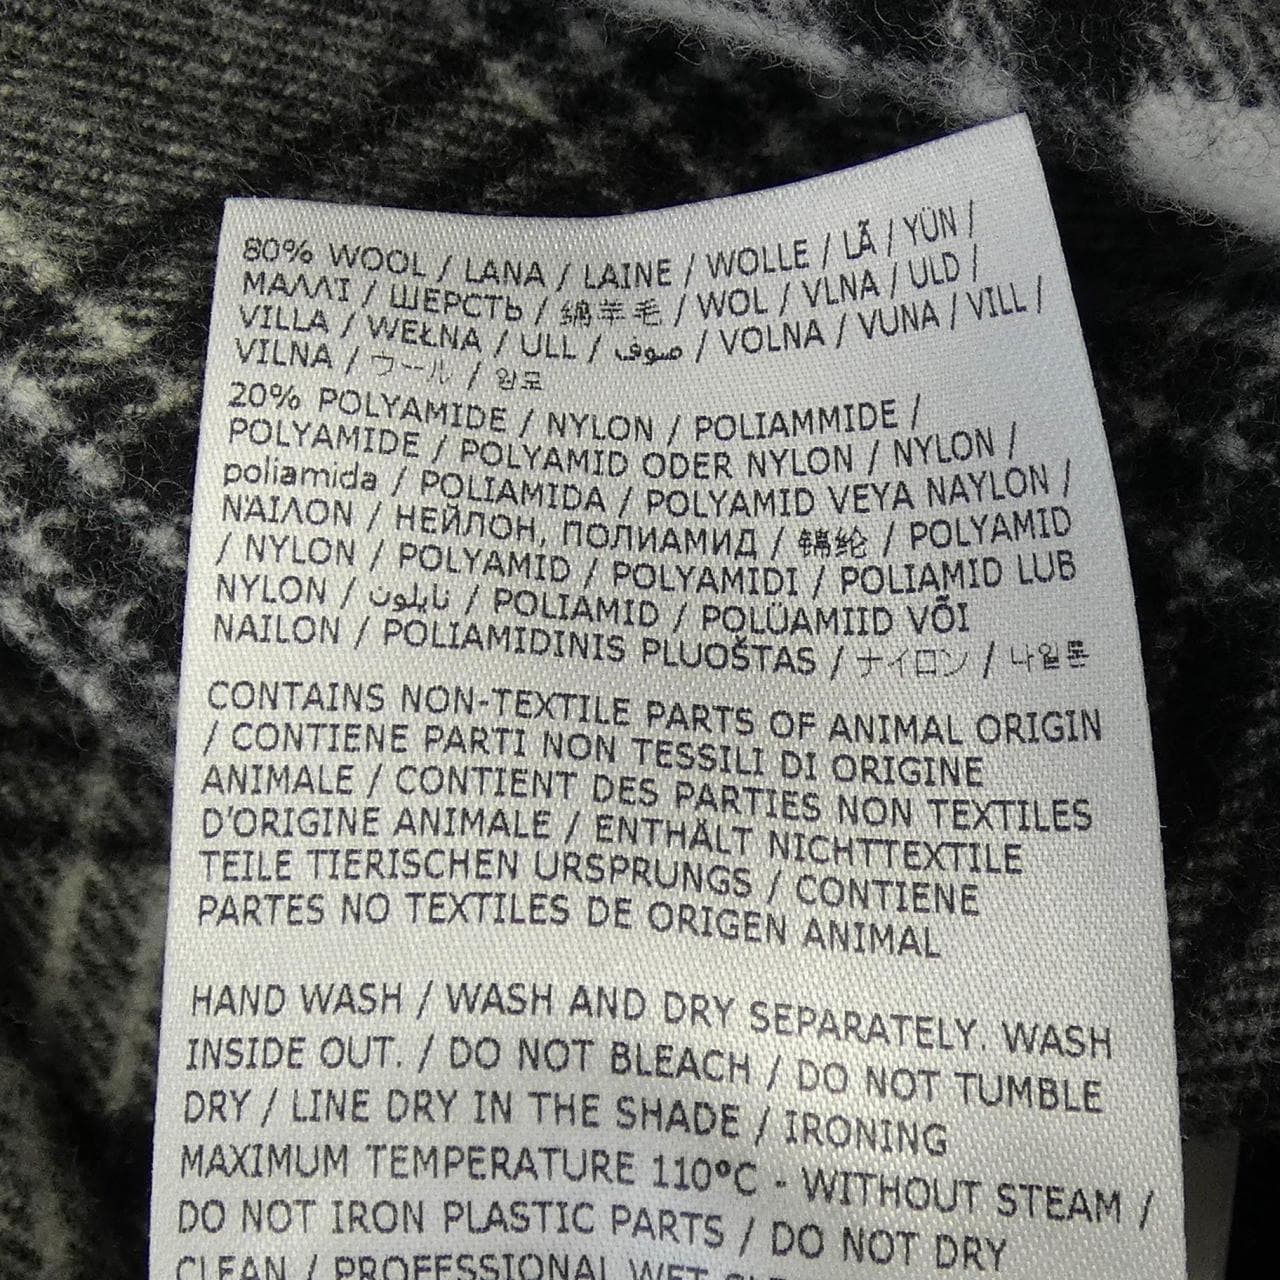 80% WOOL / LANA / LAINE / WOLLE / LÃ / YÜN /
ΜΑΛΛΙ / ШЕРСТЬ / 绵羊毛 / WOL / VLNA / ULD /
VILLA / WEŁNA / ULL / صوف / VOLNA / VUNA / VILL /
VILNA / ウール / 양모
20% POLYAMIDE / NYLON / POLIAMMIDE /
POLYAMIDE / POLYAMID ODER NYLON / NYLON /
poliamida / POLIAMIDA / POLYAMID VEYA NAYLON /
ΝΑΪΛΟΝ / НЕЙЛОН, ПОЛИАМИД / 锦纶 / POLYAMID
/ NYLON / POLYAMID / POLYAMIDI / POLIAMID LUB
NYLON / نايلون / POLIAMID / POLÜAMIID VÕI
NAILON / POLIAMIDINIS PLUOŠTAS / ナイロン / 나일론
CONTAINS NON-TEXTILE PARTS OF ANIMAL ORIGIN
/ CONTIENE PARTI NON TESSILI DI ORIGINE
ANIMALE / CONTIENT DES PARTIES NON TEXTILES
D'ORIGINE ANIMALE / ENTHÄLT NICHTTEXTILE
TEILE TIERISCHEN URSPRUNGS / CONTIENE
PARTES NO TEXTILES DE ORIGEN ANIMAL
HAND WASH / WASH AND DRY SEPARATELY. WASH
INSIDE OUT. / DO NOT BLEACH / DO NOT TUMBLE
DRY / LINE DRY IN THE SHADE / IRONING
MAXIMUM TEMPERATURE 110ºC - WITHOUT STEAM /
DO NOT IRON PLASTIC PARTS / DO NOT DRY
CLEAN / PROFESSIONAL WET